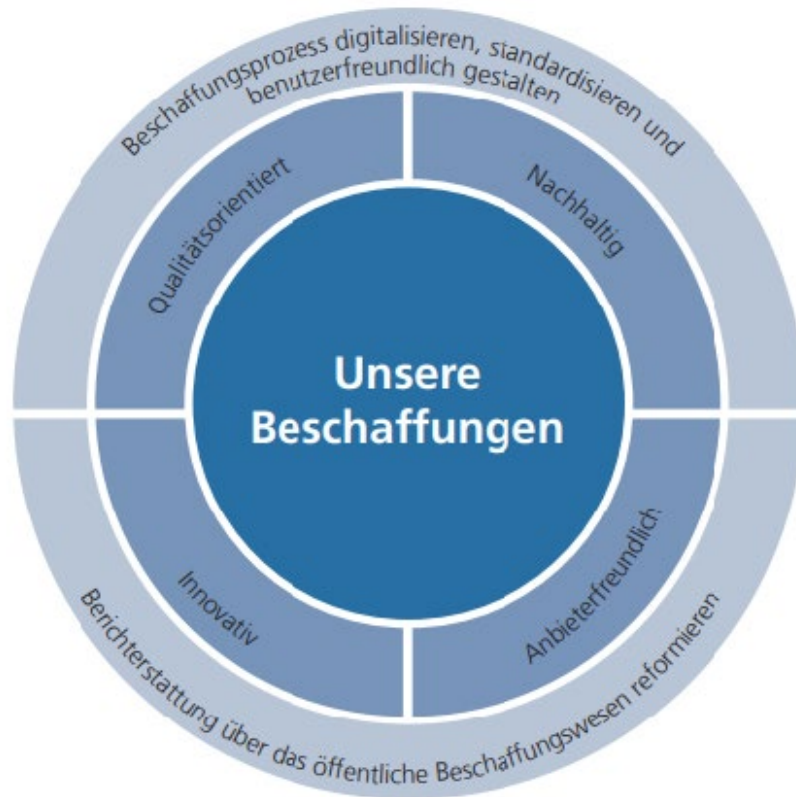 Beschaffungsprozess digitalisieren, standardisieren und
benutzerfreundlich gestalten
Qualitätsorientiert
Nachhaltig
Unsere
Beschaffungen
Innovativ
Anbieterfreundlich
Berichterstattung über das öffentliche Beschaffungswesen reformieren